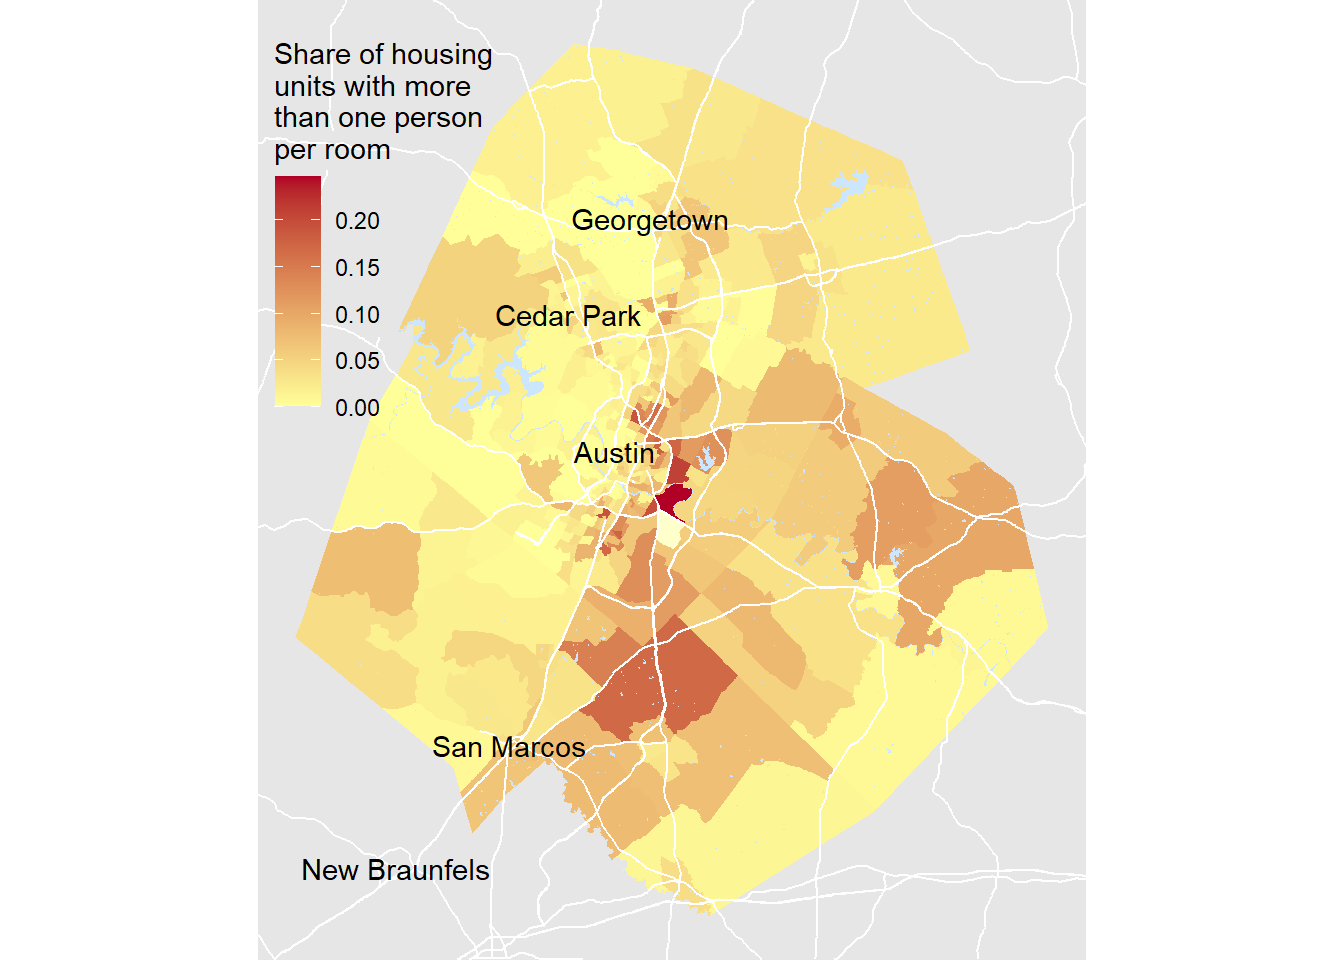 Share of housing
units with more
than one person
per room
0.20
0.15
0.10
0.05
0.00
Georgetown
Cedar Park
Austin
San Marcos
New Braunfels